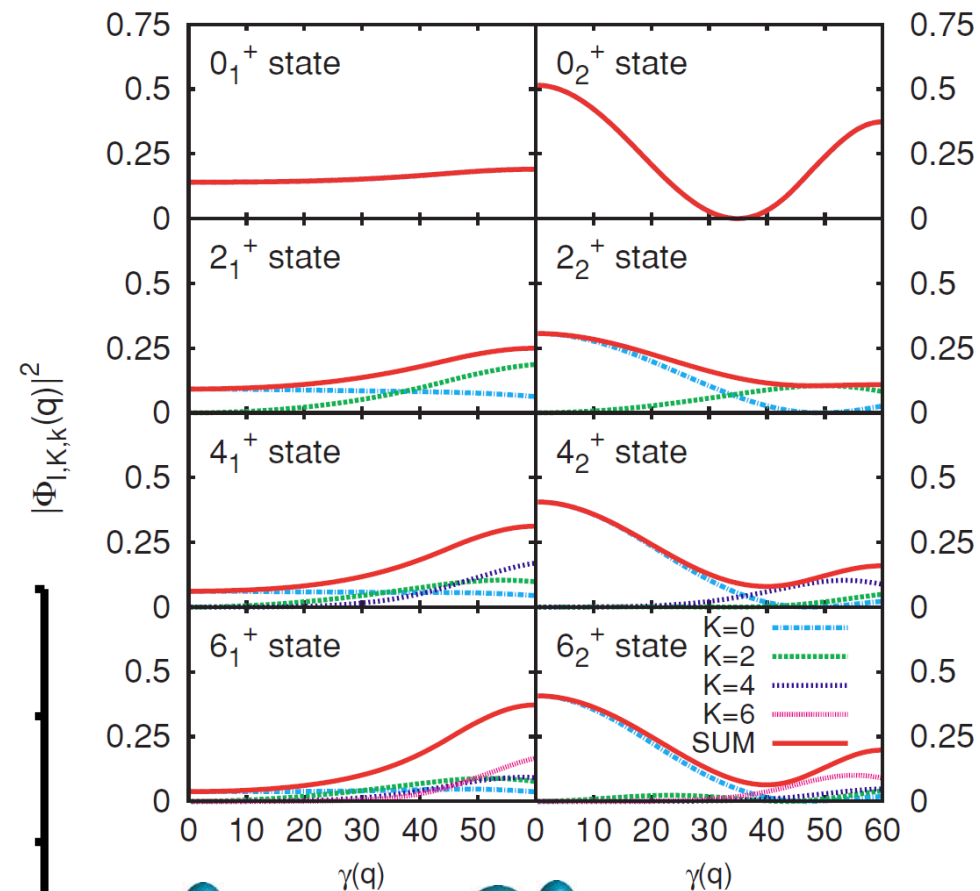 0.75 0.75
0₁⁺ state 0₂⁺ state
0.5 0.5
0.25 0.25
0 0
2₁⁺ state 2₂⁺ state
0.5 0.5
0.25 0.25
0 0
4₁⁺ state 4₂⁺ state
0.5 0.5
0.25 0.25
0 0
6₁⁺ state 6₂⁺ state
K=0
K=2
K=4
K=6
SUM
0.5 0.5
0.25 0.25
0 0
0 10 20 30 40 50 0 10 20 30 40 50 60
γ(q) γ(q)
|Φ_I,K,k(q)|²